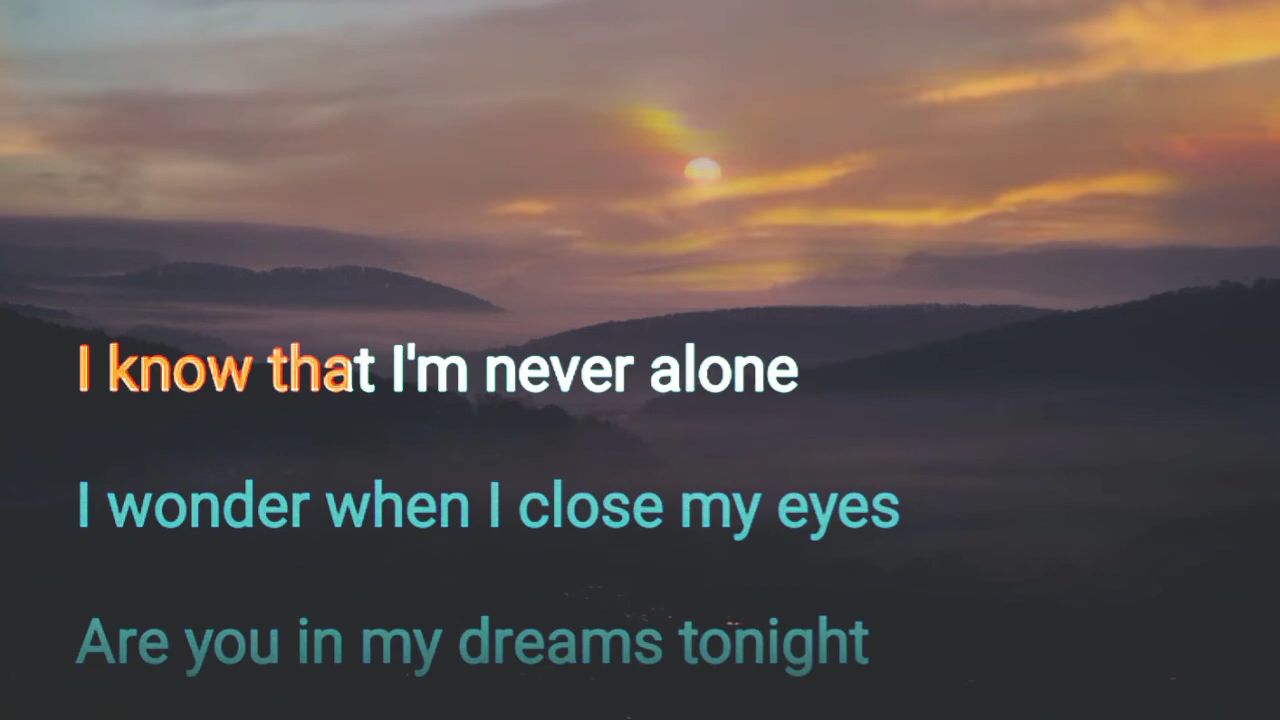 I know that I'm never alone
I wonder when I close my eyes
Are you in my dreams tonight